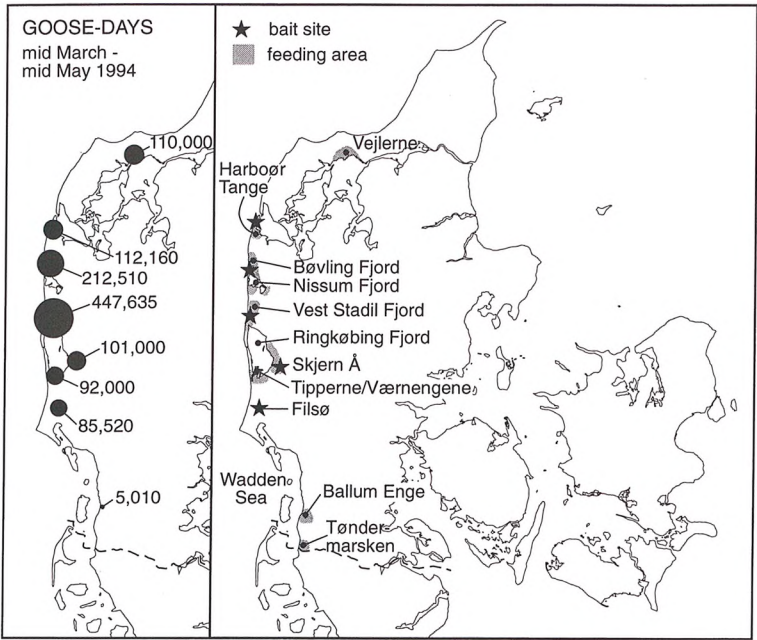 GOOSE-DAYS
mid March -
mid May 1994
110,000
112,160
212,510
447,635
101,000
92,000
85,520
5,010
bait site
feeding area
Vejlerne
Harboør
Tange
Bøvling Fjord
Nissum Fjord
Vest Stadil Fjord
Ringkøbing Fjord
Skjern Å
Tipperne/Værnengene
Filsø
Wadden
Sea
Ballum Enge
Tønder
marsken